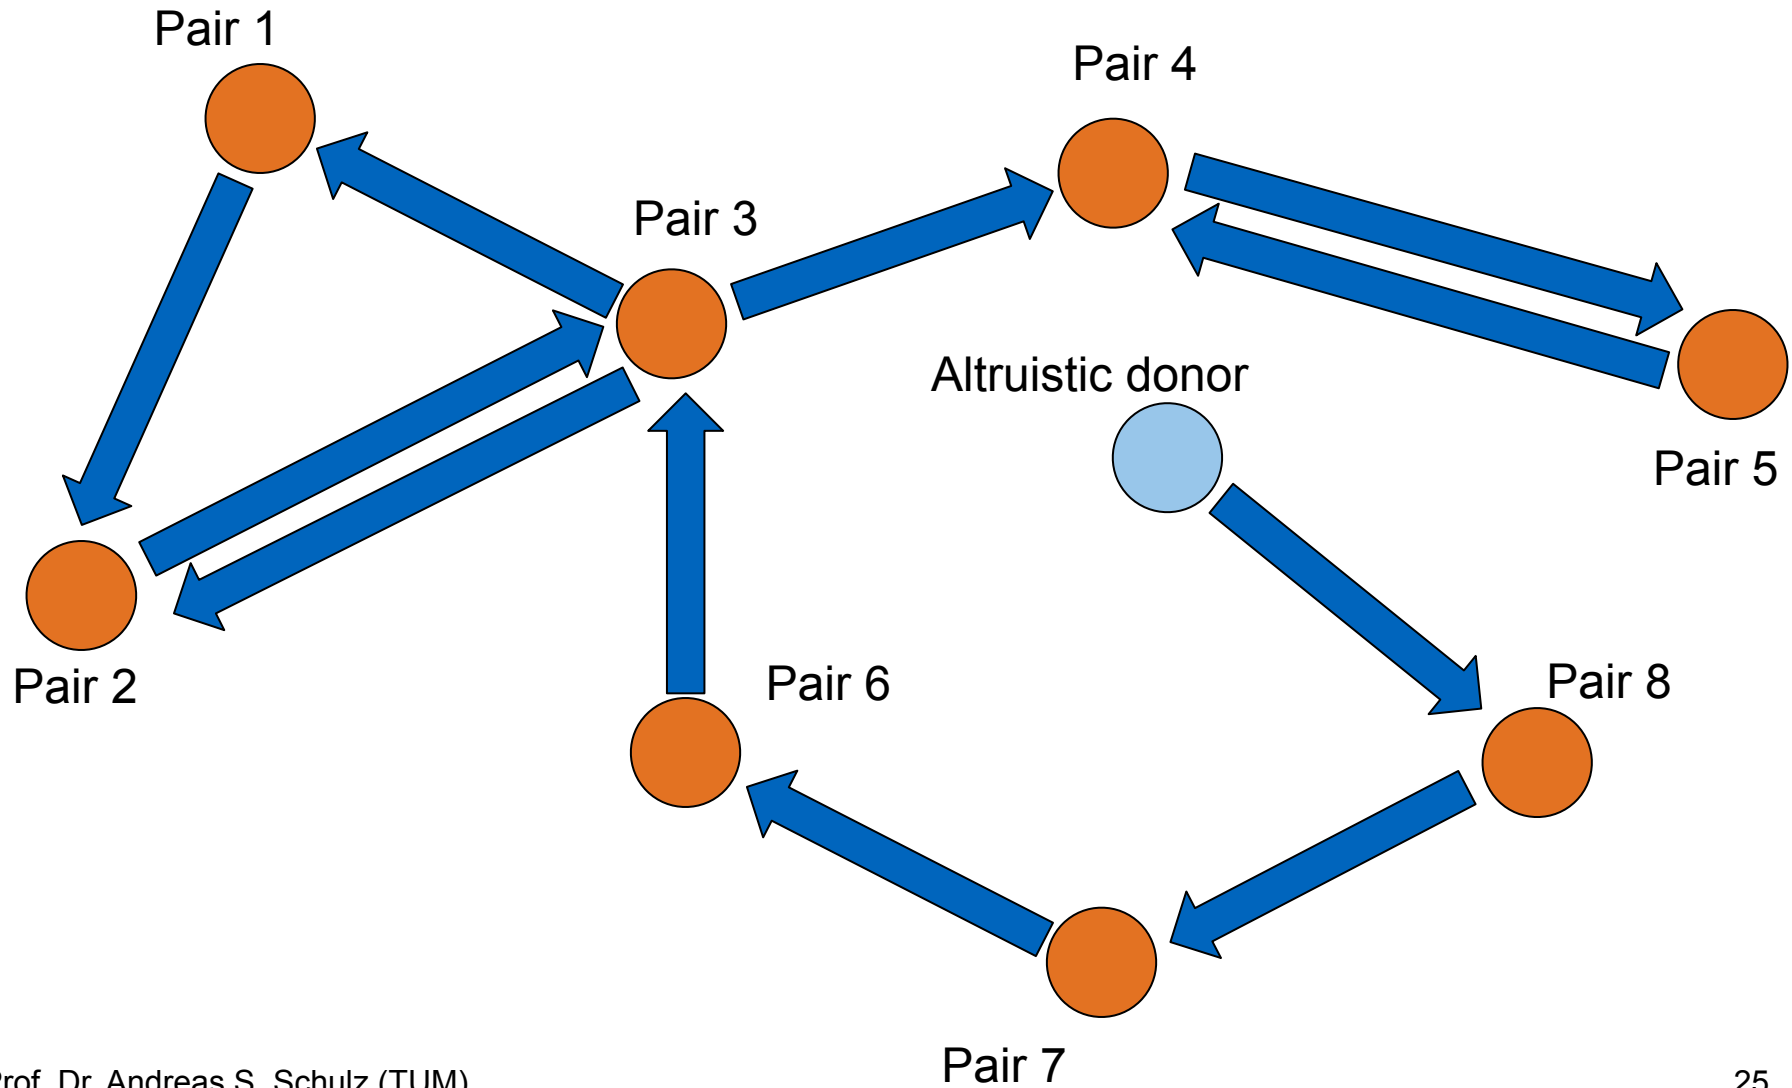 Pair 1
Pair 4
Pair 3
Altruistic donor
Pair 5
Pair 2
Pair 6
Pair 8
Pair 7
Prof. Dr. Andreas S. Schulz (TUM)
25